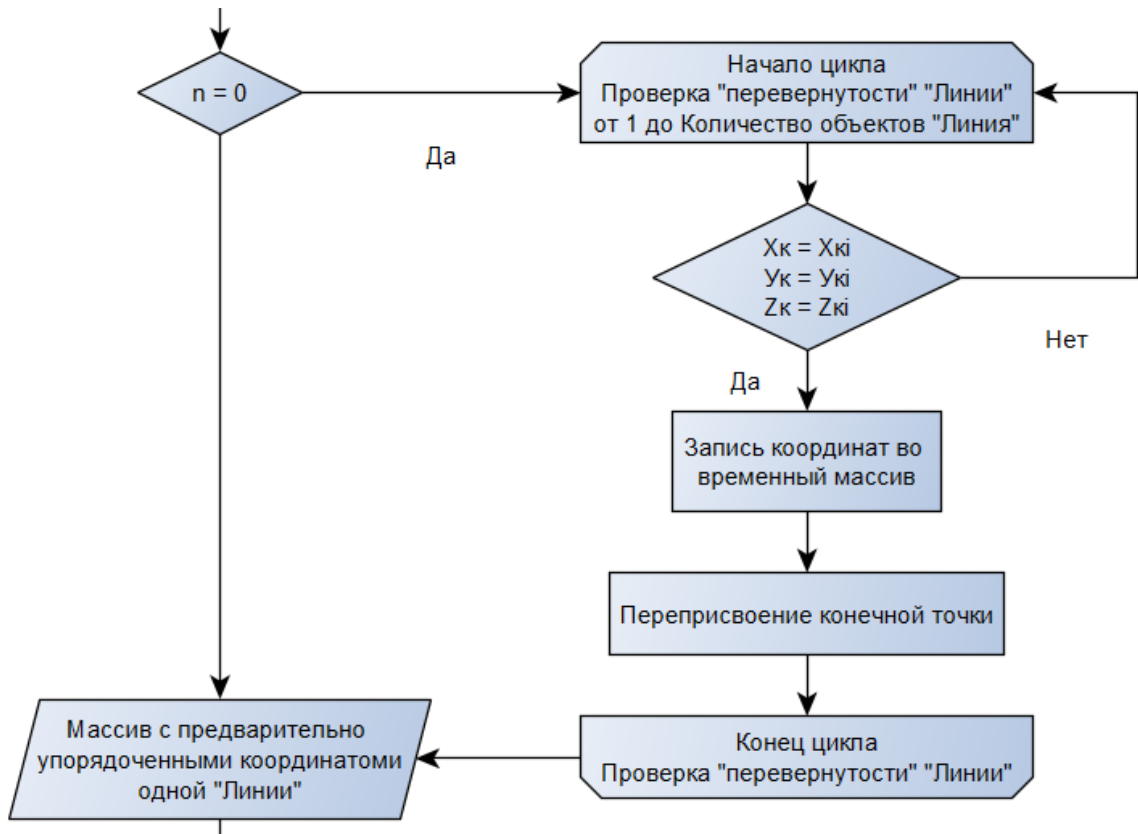 n = 0
Да
Начало цикла
Проверка "перевернутости" "Линии"
от 1 до Количество объектов "Линия"
Хк = Хкi
Ук = Укi
Zк = Zкi
Нет
Да
Запись координат во
временный массив
Переприсвоение конечной точки
Конец цикла
Проверка "перевернутости" "Линии"
Массив с предварительно
упорядоченными координатоми
одной "Линии"